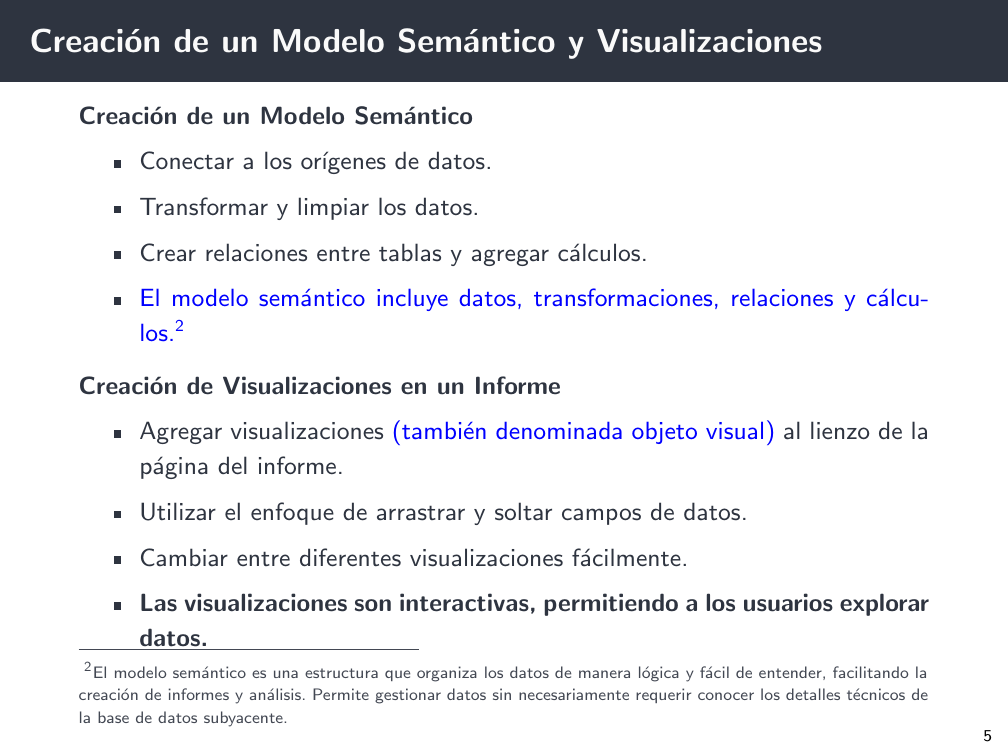 Creación de un Modelo Semántico y Visualizaciones
Creación de un Modelo Semántico
▪ Conectar a los orígenes de datos.
▪ Transformar y limpiar los datos.
▪ Crear relaciones entre tablas y agregar cálculos.
▪ El modelo semántico incluye datos, transformaciones, relaciones y cálcu-
los.²
Creación de Visualizaciones en un Informe
▪ Agregar visualizaciones (también denominada objeto visual) al lienzo de la
página del informe.
▪ Utilizar el enfoque de arrastrar y soltar campos de datos.
▪ Cambiar entre diferentes visualizaciones fácilmente.
▪ Las visualizaciones son interactivas, permitiendo a los usuarios explorar
datos.
²El modelo semántico es una estructura que organiza los datos de manera lógica y fácil de entender, facilitando la
creación de informes y análisis. Permite gestionar datos sin necesariamente requerir conocer los detalles técnicos de
la base de datos subyacente.
5